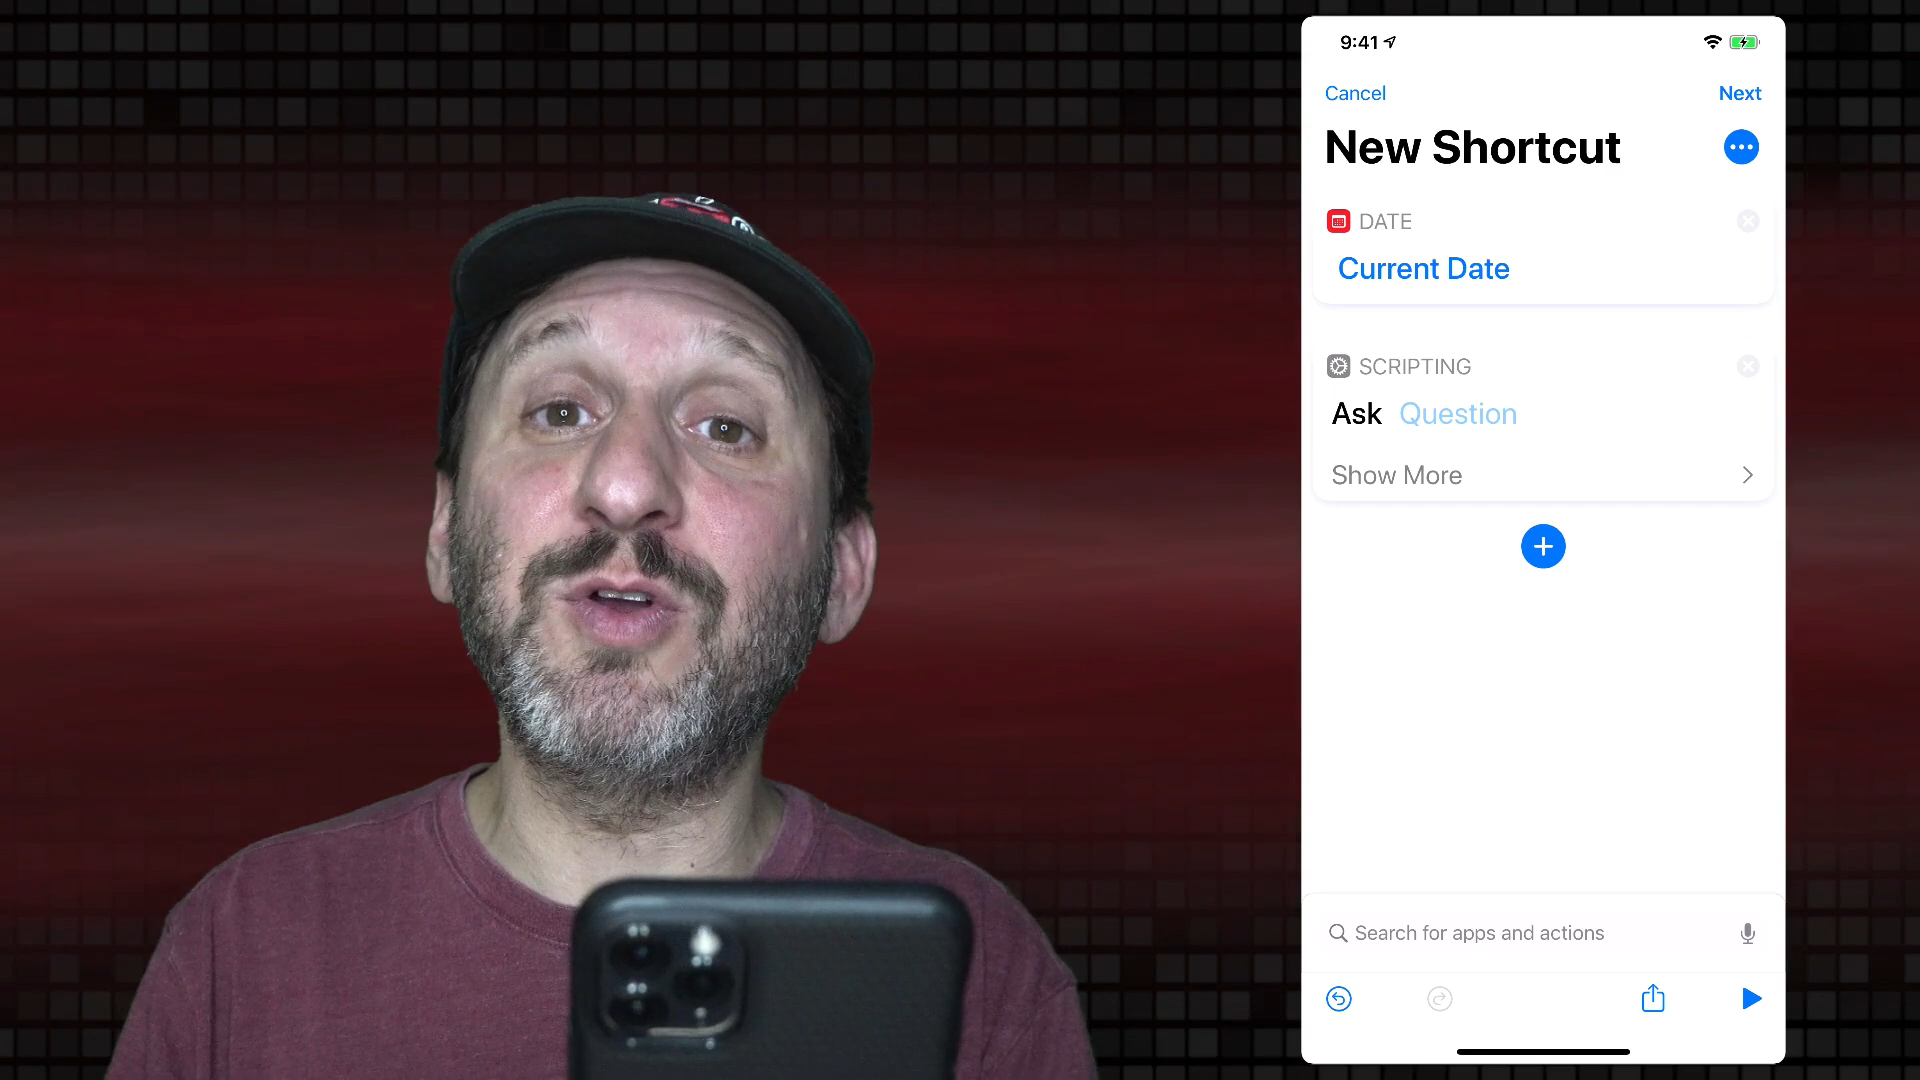 9:41
Cancel
Next
New Shortcut
DATE
Current Date
SCRIPTING
Ask Question
Show More
Search for apps and actions